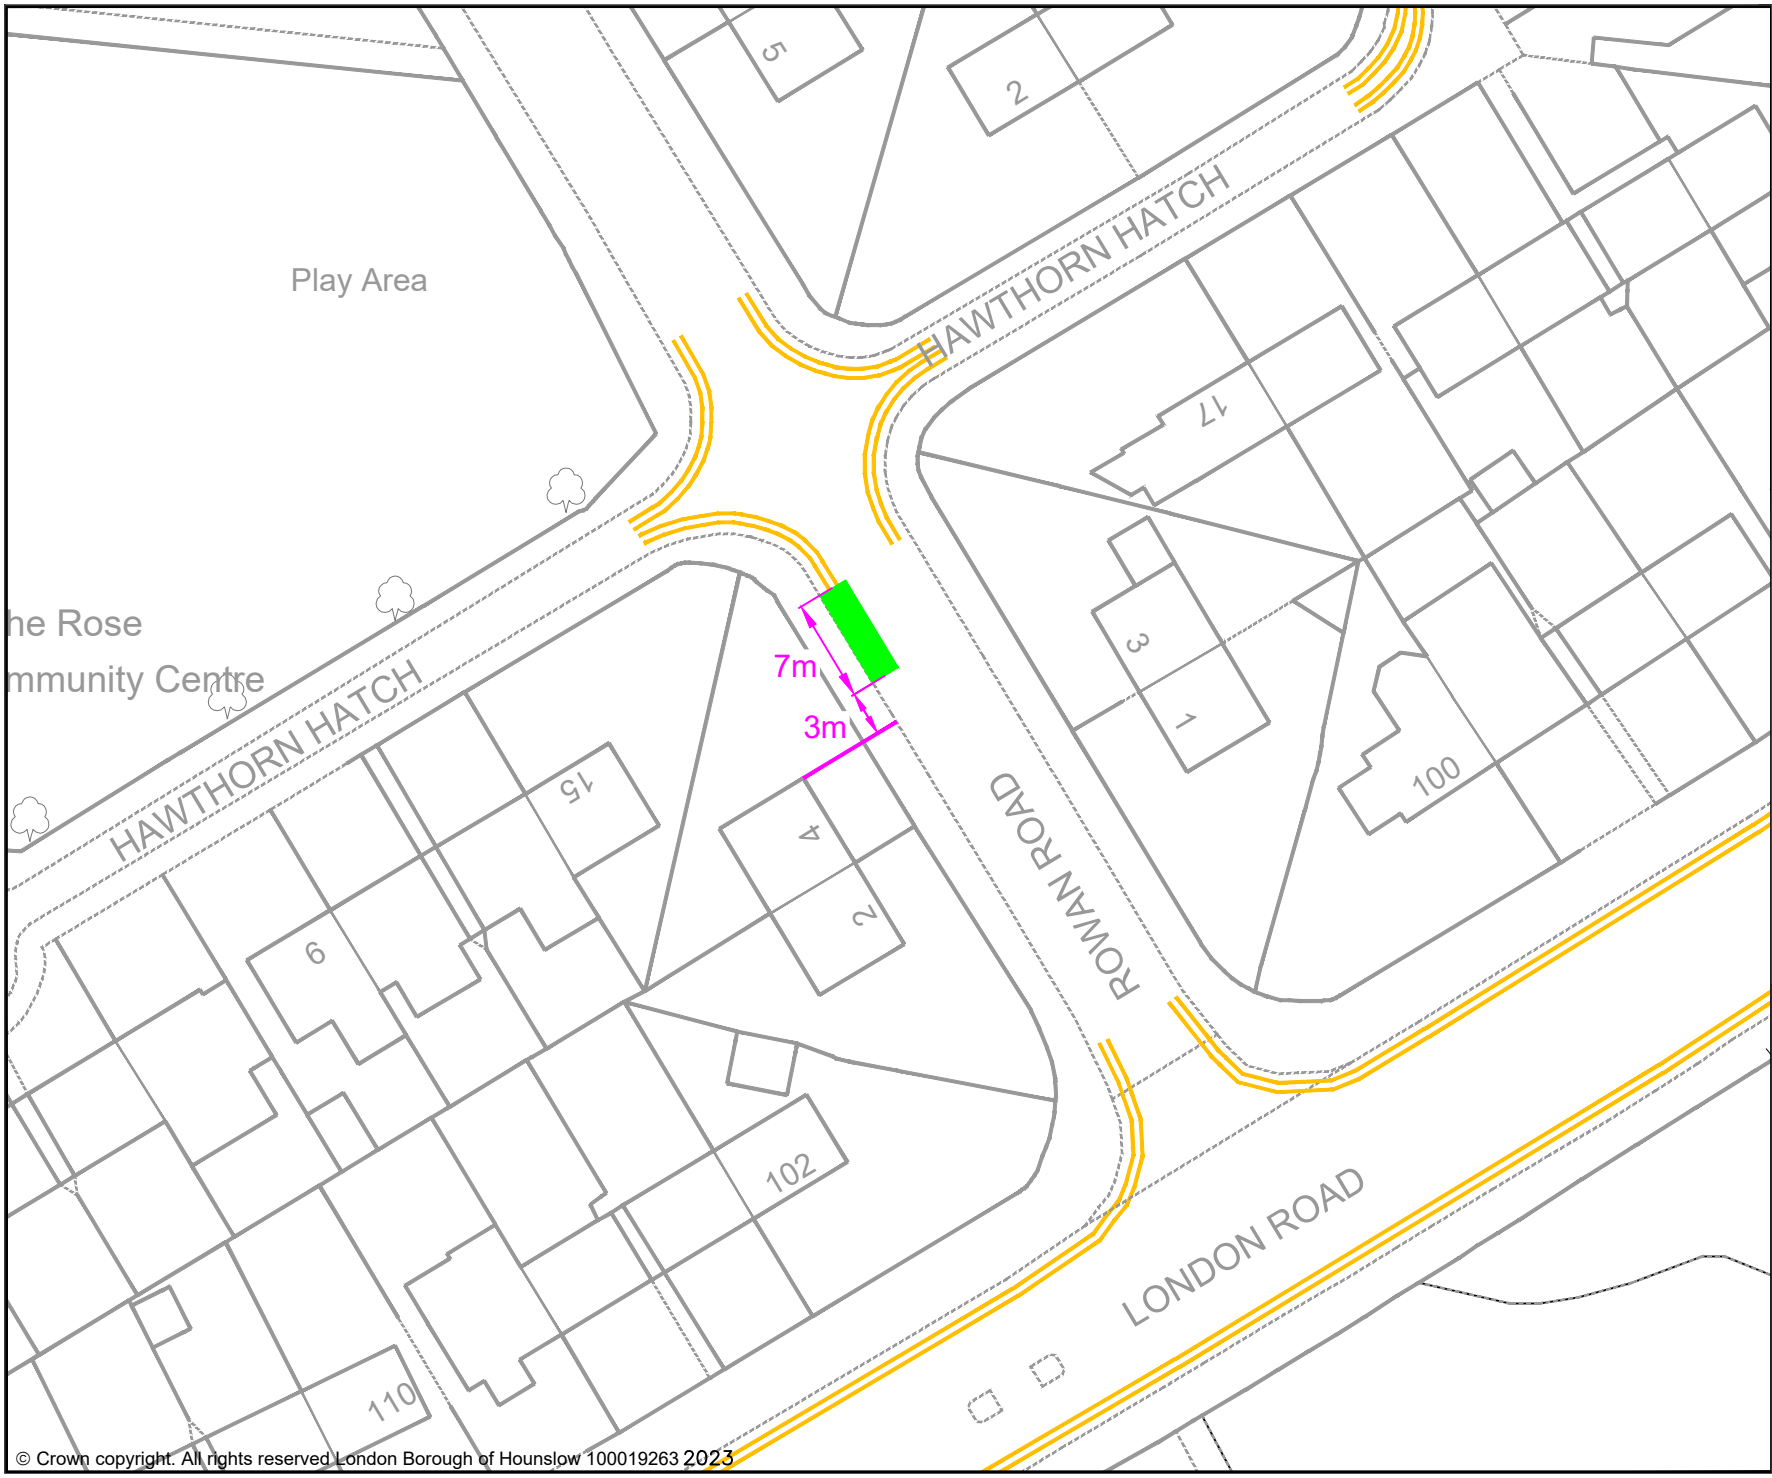 5
2
HAWTHORN HATCH
Play Area
17
he Rose
mmunity Centre
HAWTHORN HATCH
7m
3m
3
1
100
15
4
2
ROWAN ROAD
9
102
LONDON ROAD
110
© Crown copyright. All rights reserved London Borough of Hounslow 100019263 2023